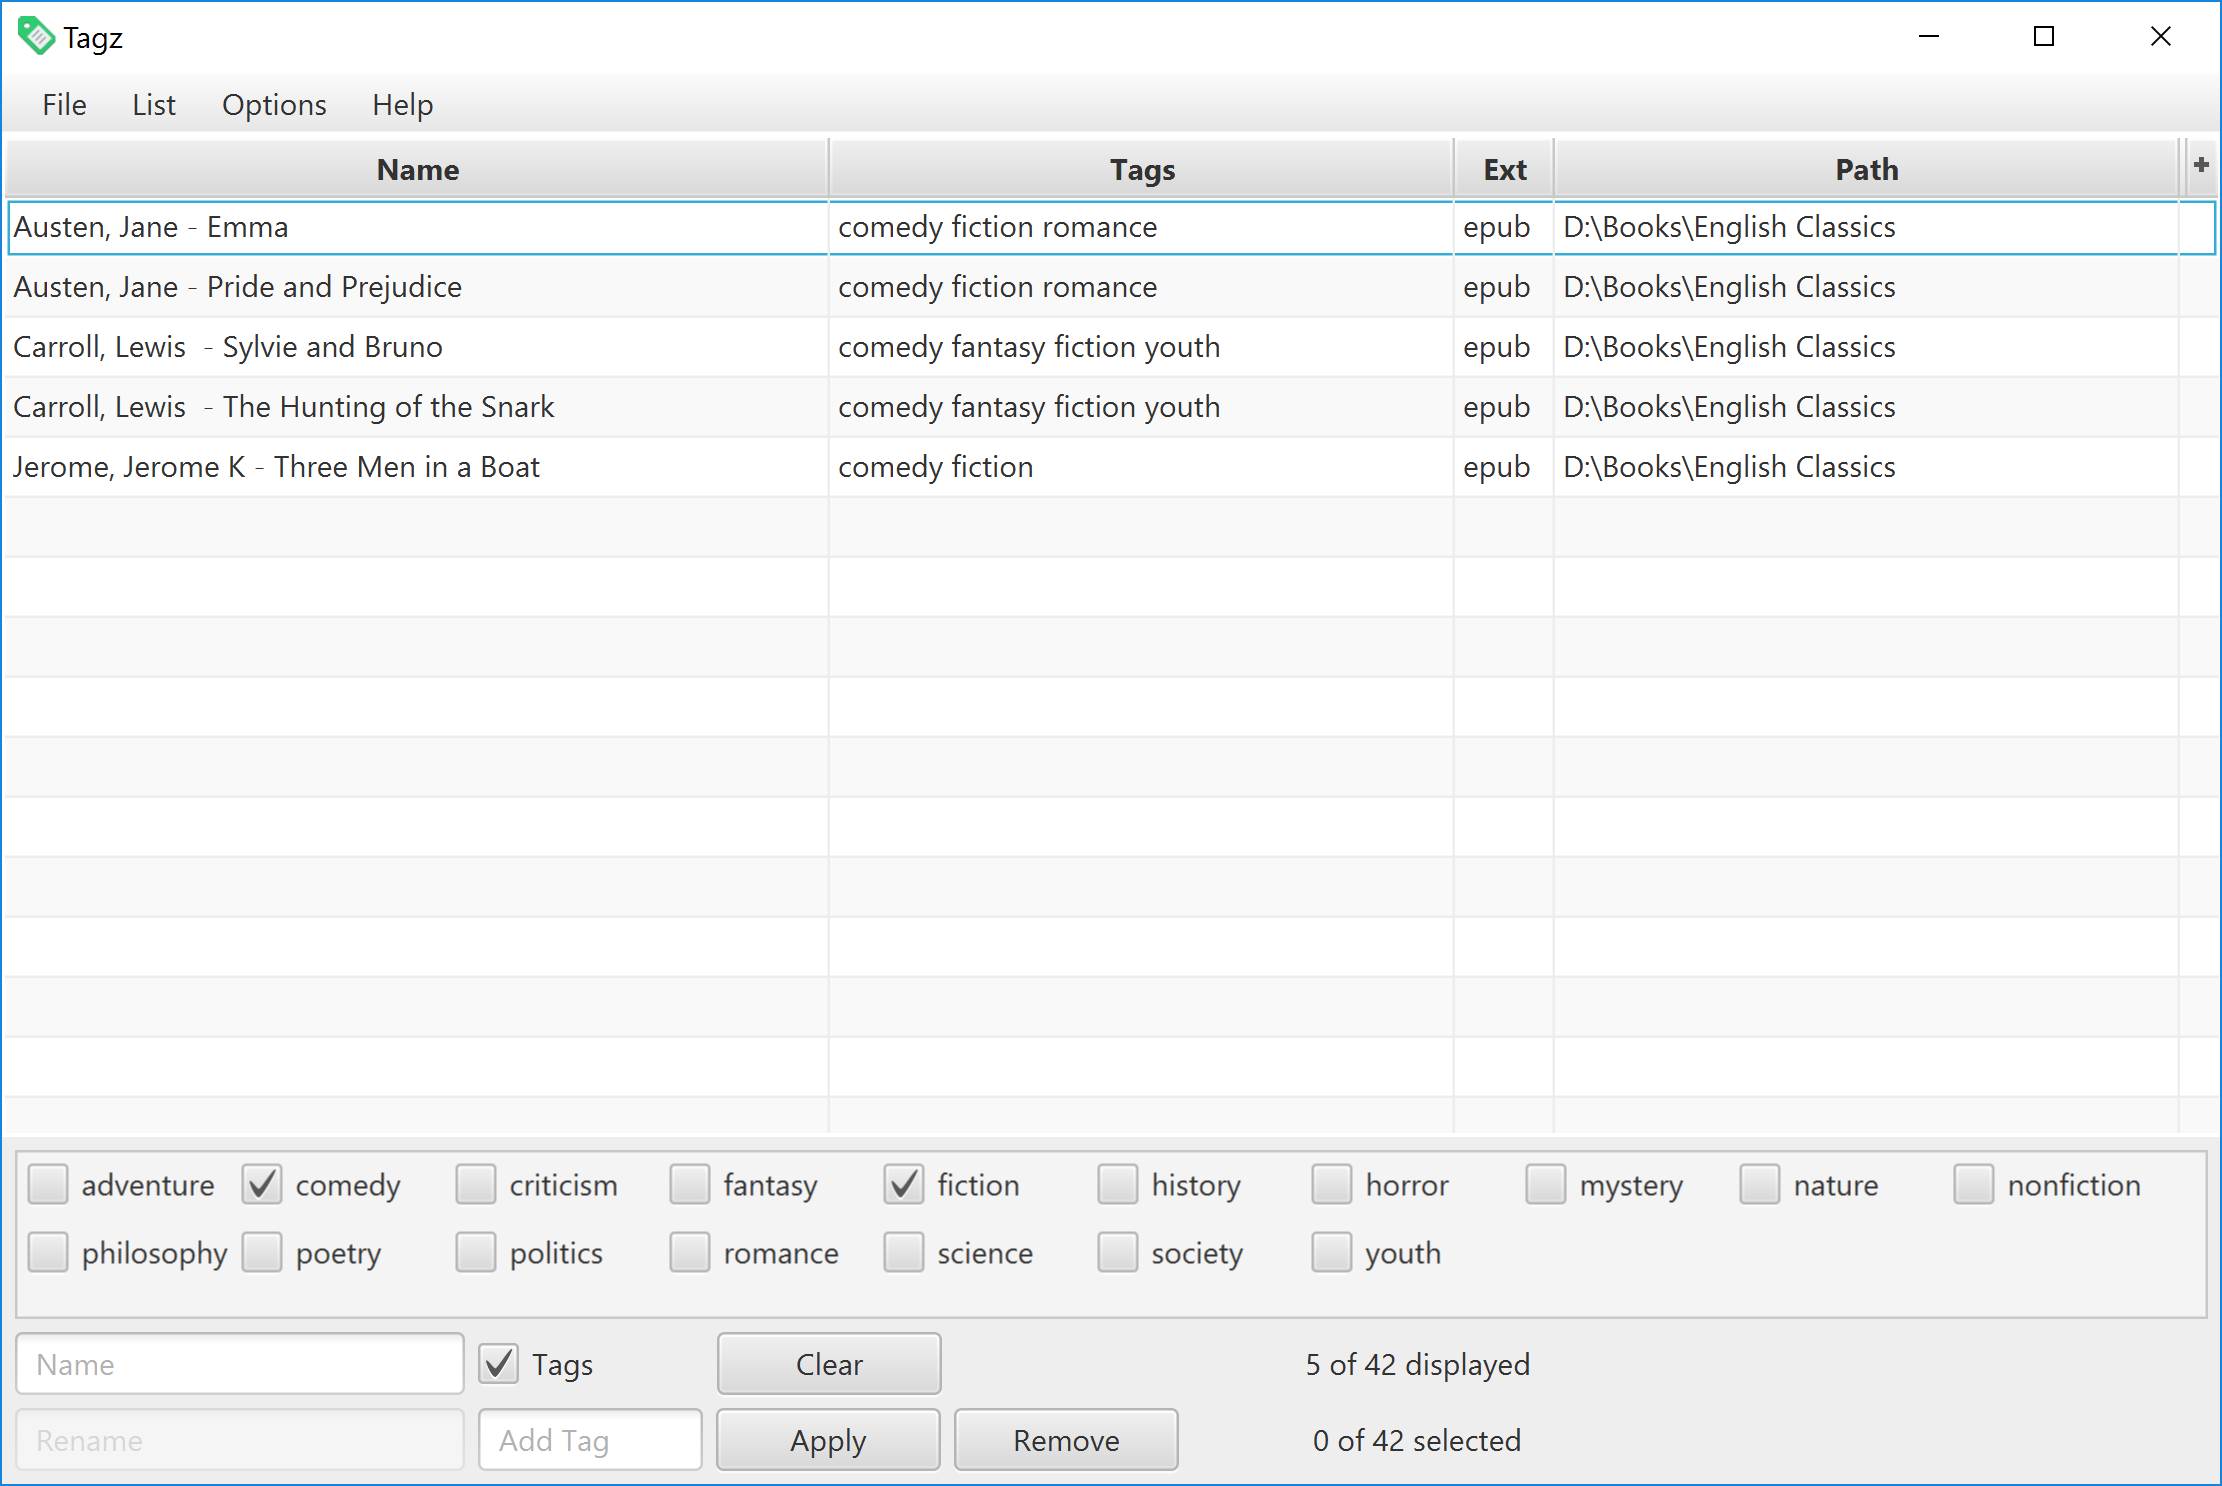 Tagz
File List Options Help
Name Tags Ext Path +
Austen, Jane - Emma comedy fiction romance epub D:\Books\English Classics
Austen, Jane - Pride and Prejudice comedy fiction romance epub D:\Books\English Classics
Carroll, Lewis  - Sylvie and Bruno comedy fantasy fiction youth epub D:\Books\English Classics
Carroll, Lewis  - The Hunting of the Snark comedy fantasy fiction youth epub D:\Books\English Classics
Jerome, Jerome K - Three Men in a Boat comedy fiction epub D:\Books\English Classics
adventure comedy criticism fantasy fiction history horror mystery nature nonfiction
philosophy poetry politics romance science society youth
Name Tags Clear 5 of 42 displayed
Rename Add Tag Apply Remove 0 of 42 selected